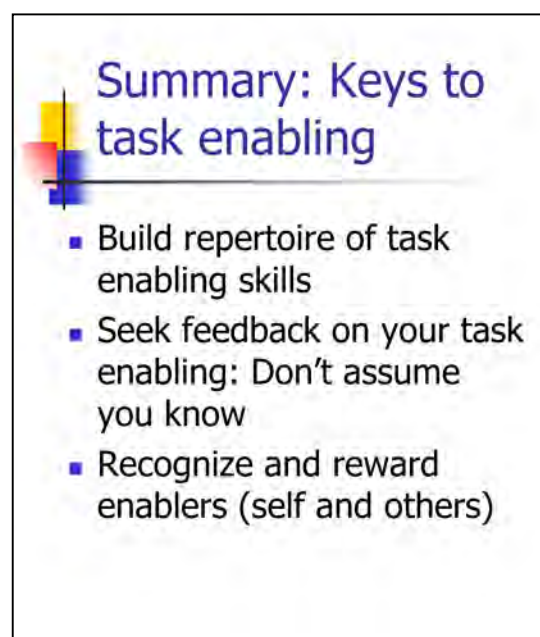 Summary: Keys to
task enabling
Build repertoire of task
enabling skills
Seek feedback on your task
enabling: Don't assume
you know
Recognize and reward
enablers (self and others)